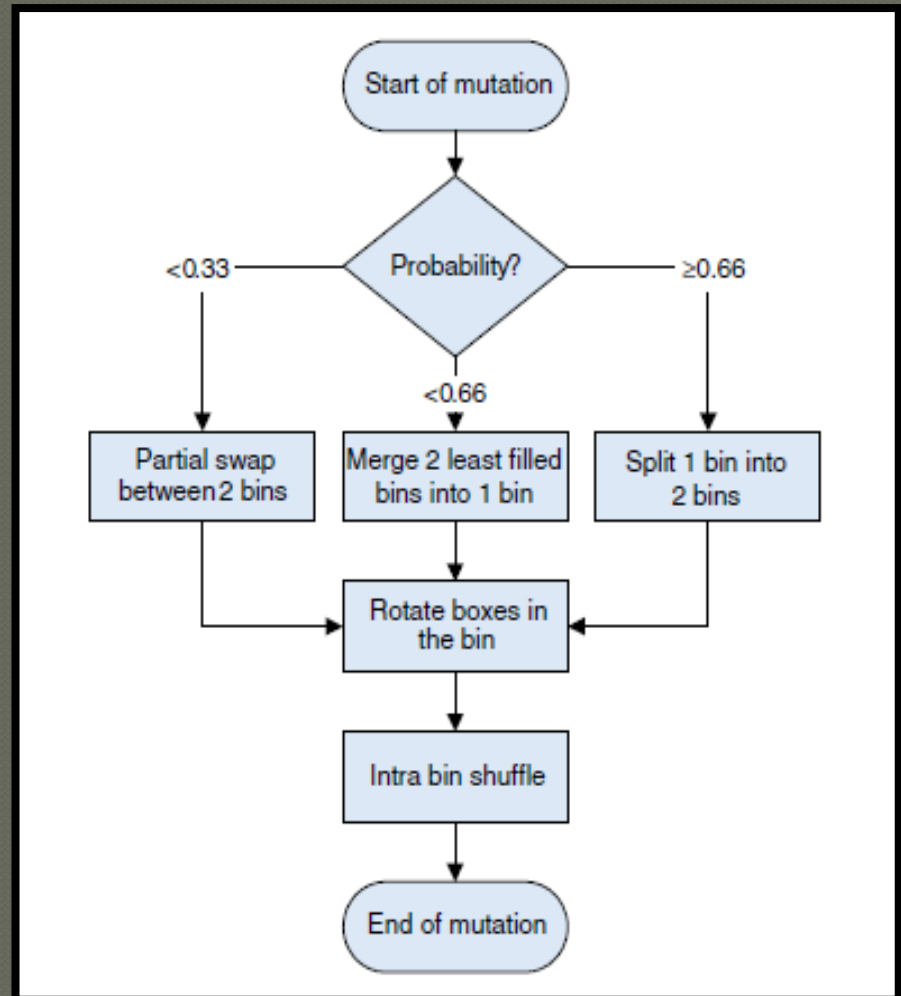 Start of mutation
Probability?
<0.33
≥0.66
<0.66
Partial swap
between 2 bins
Merge 2 least filled
bins into 1 bin
Split 1 bin into
2 bins
Rotate boxes in
the bin
Intra bin shuffle
End of mutation